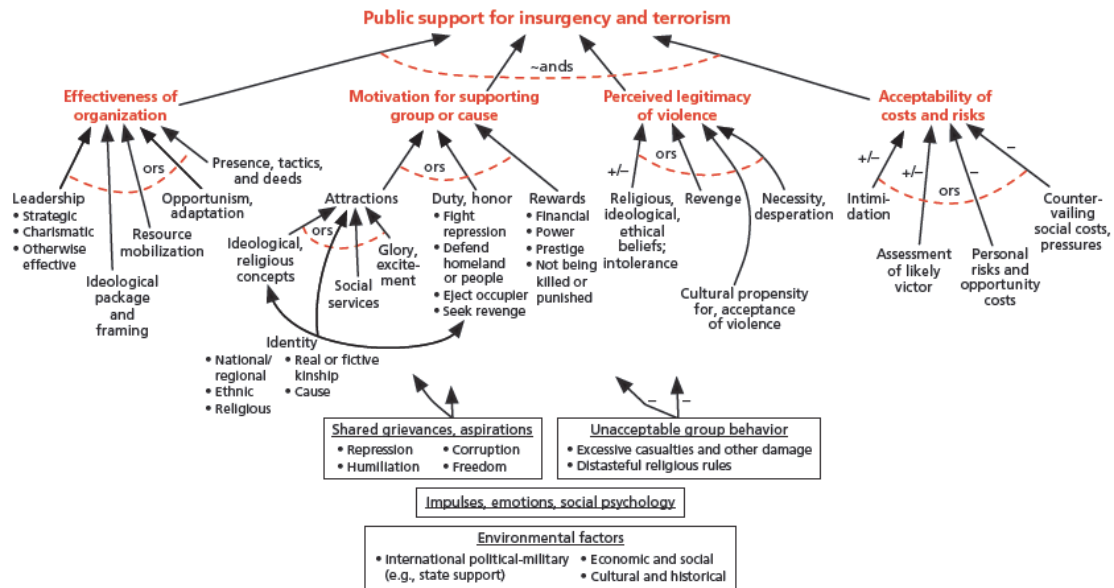 Public support for insurgency and terrorism
~ands
Effectiveness of
organization
Motivation for supporting
group or cause
Perceived legitimacy
of violence
Acceptability of
costs and risks
ors
Leadership
• Strategic
• Charismatic
• Otherwise
effective
Ideological
package
and
framing
Resource
mobilization
Opportunism,
adaptation
Presence, tactics,
and deeds
ors
Attractions
ors
Ideological,
religious
concepts
Social
services
Glory,
excite-
ment
Duty, honor
• Fight
repression
• Defend
homeland
or people
• Eject occupier
• Seek revenge
Rewards
• Financial
• Power
• Prestige
• Not being
killed or
punished
Identity
• National/
regional
• Ethnic
• Religious
• Real or fictive
kinship
• Cause
+/–
ors
Religious,
ideological,
ethical
beliefs;
intolerance
Revenge
Cultural propensity
for, acceptance
of violence
Necessity,
desperation
+/–
+/–
–
–
ors
Intimi-
dation
Assessment
of likely
victor
Personal
risks and
opportunity
costs
Counter-
vailing
social costs,
pressures
Shared grievances, aspirations
• Repression
• Humiliation
• Corruption
• Freedom
–
–
Unacceptable group behavior
• Excessive casualties and other damage
• Distasteful religious rules
Impulses, emotions, social psychology
Environmental factors
• International political-military
(e.g., state support)
• Economic and social
• Cultural and historical